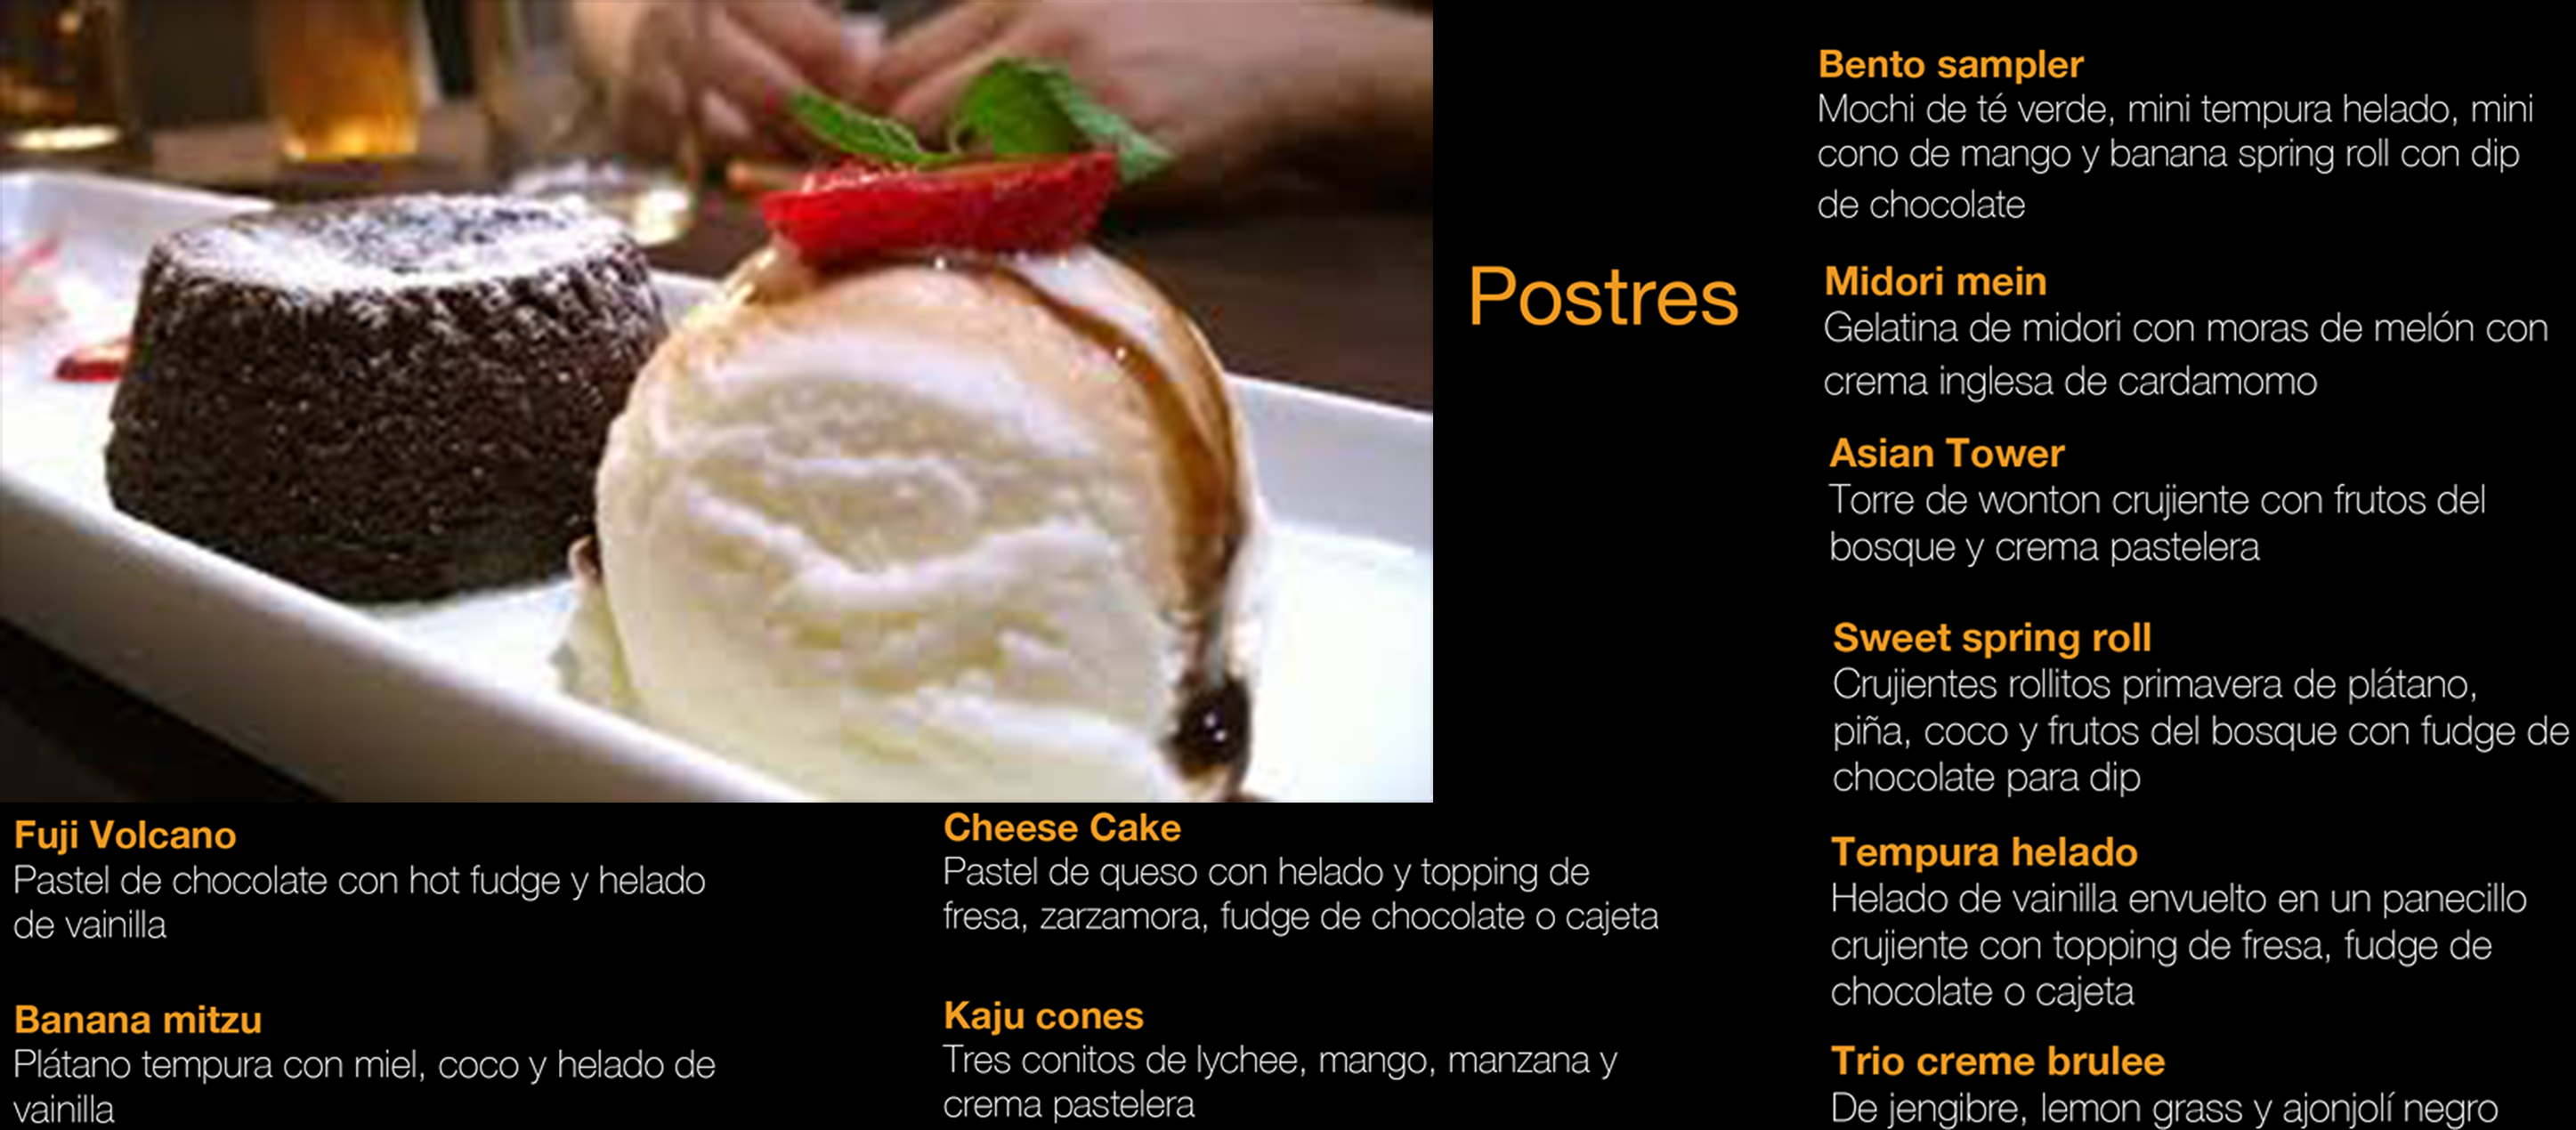 Postres
Bento sampler
Mochi de té verde, mini tempura helado, mini
cono de mango y banana spring roll con dip
de chocolate
Midori mein
Gelatina de midori con moras de melón con
crema inglesa de cardamomo
Asian Tower
Torre de wonton crujiente con frutos del
bosque y crema pastelera
Sweet spring roll
Crujientes rollitos primavera de plátano,
piña, coco y frutos del bosque con fudge de
chocolate para dip
Tempura helado
Helado de vainilla envuelto en un panecillo
crujiente con topping de fresa, fudge de
chocolate o cajeta
Trio creme brulee
De jengibre, lemon grass y ajonjolí negro
Fuji Volcano
Pastel de chocolate con hot fudge y helado
de vainilla
Banana mitzu
Plátano tempura con miel, coco y helado de
vainilla
Cheese Cake
Pastel de queso con helado y topping de
fresa, zarzamora, fudge de chocolate o cajeta
Kaju cones
Tres conitos de lychee, mango, manzana y
crema pastelera